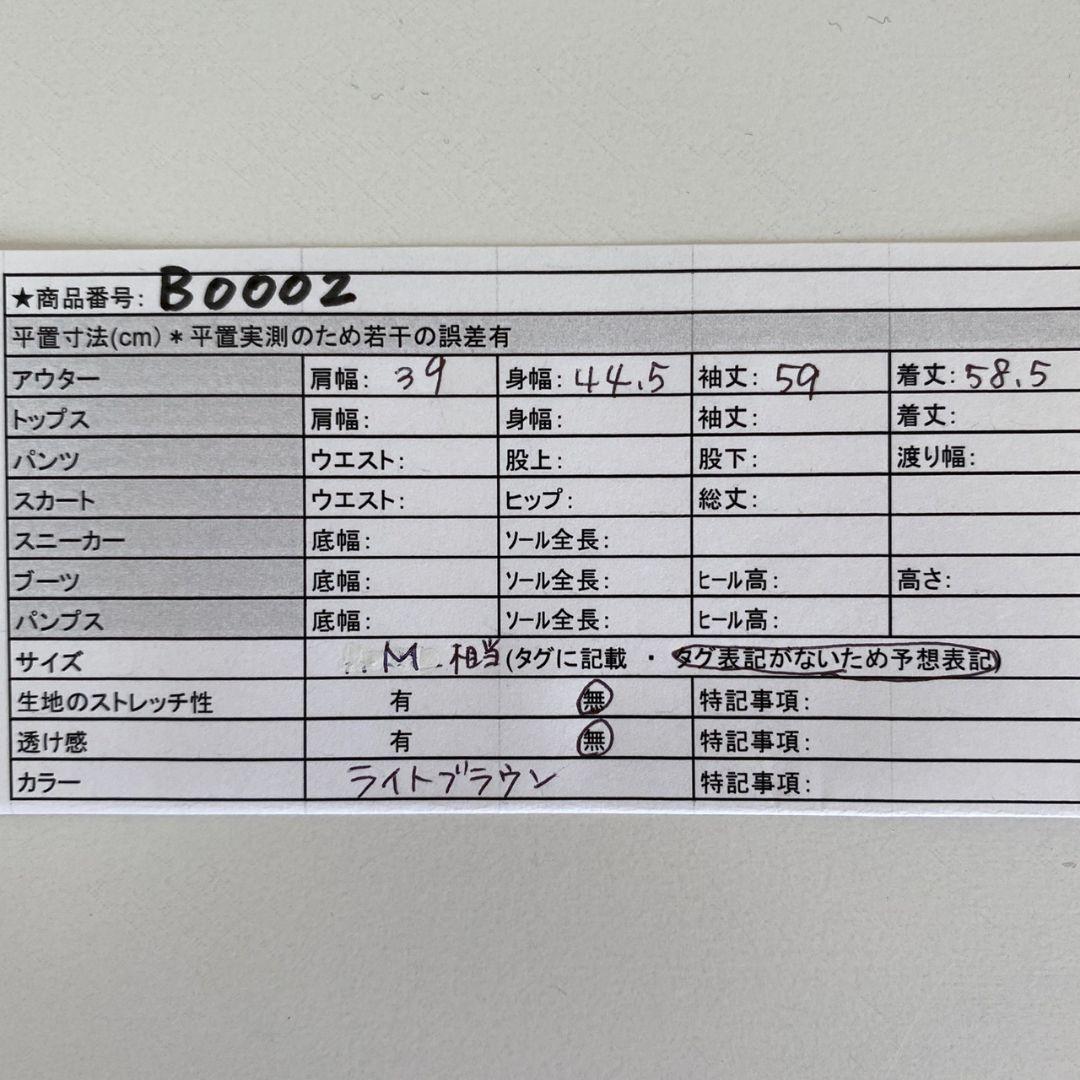 ★商品番号: B0002
平置寸法(cm)＊平置実測のため若干の誤差有
アウター 肩幅: 39 身幅: 44.5 袖丈: 59 着丈: 58.5
トップス 肩幅: 身幅: 袖丈: 着丈:
パンツ ウエスト: 股上: 股下: 渡り幅:
スカート ウエスト: ヒップ: 総丈:
スニーカー 底幅: ソール全長:
ブーツ 底幅: ソール全長: ヒール高: 高さ:
パンプス 底幅: ソール全長: ヒール高:
サイズ M 相当 (タグに記載 ・ タグ表記がないため予想表記)
生地のストレッチ性 有 無 特記事項:
透け感 有 無 特記事項:
カラー ライトブラウン 特記事項: